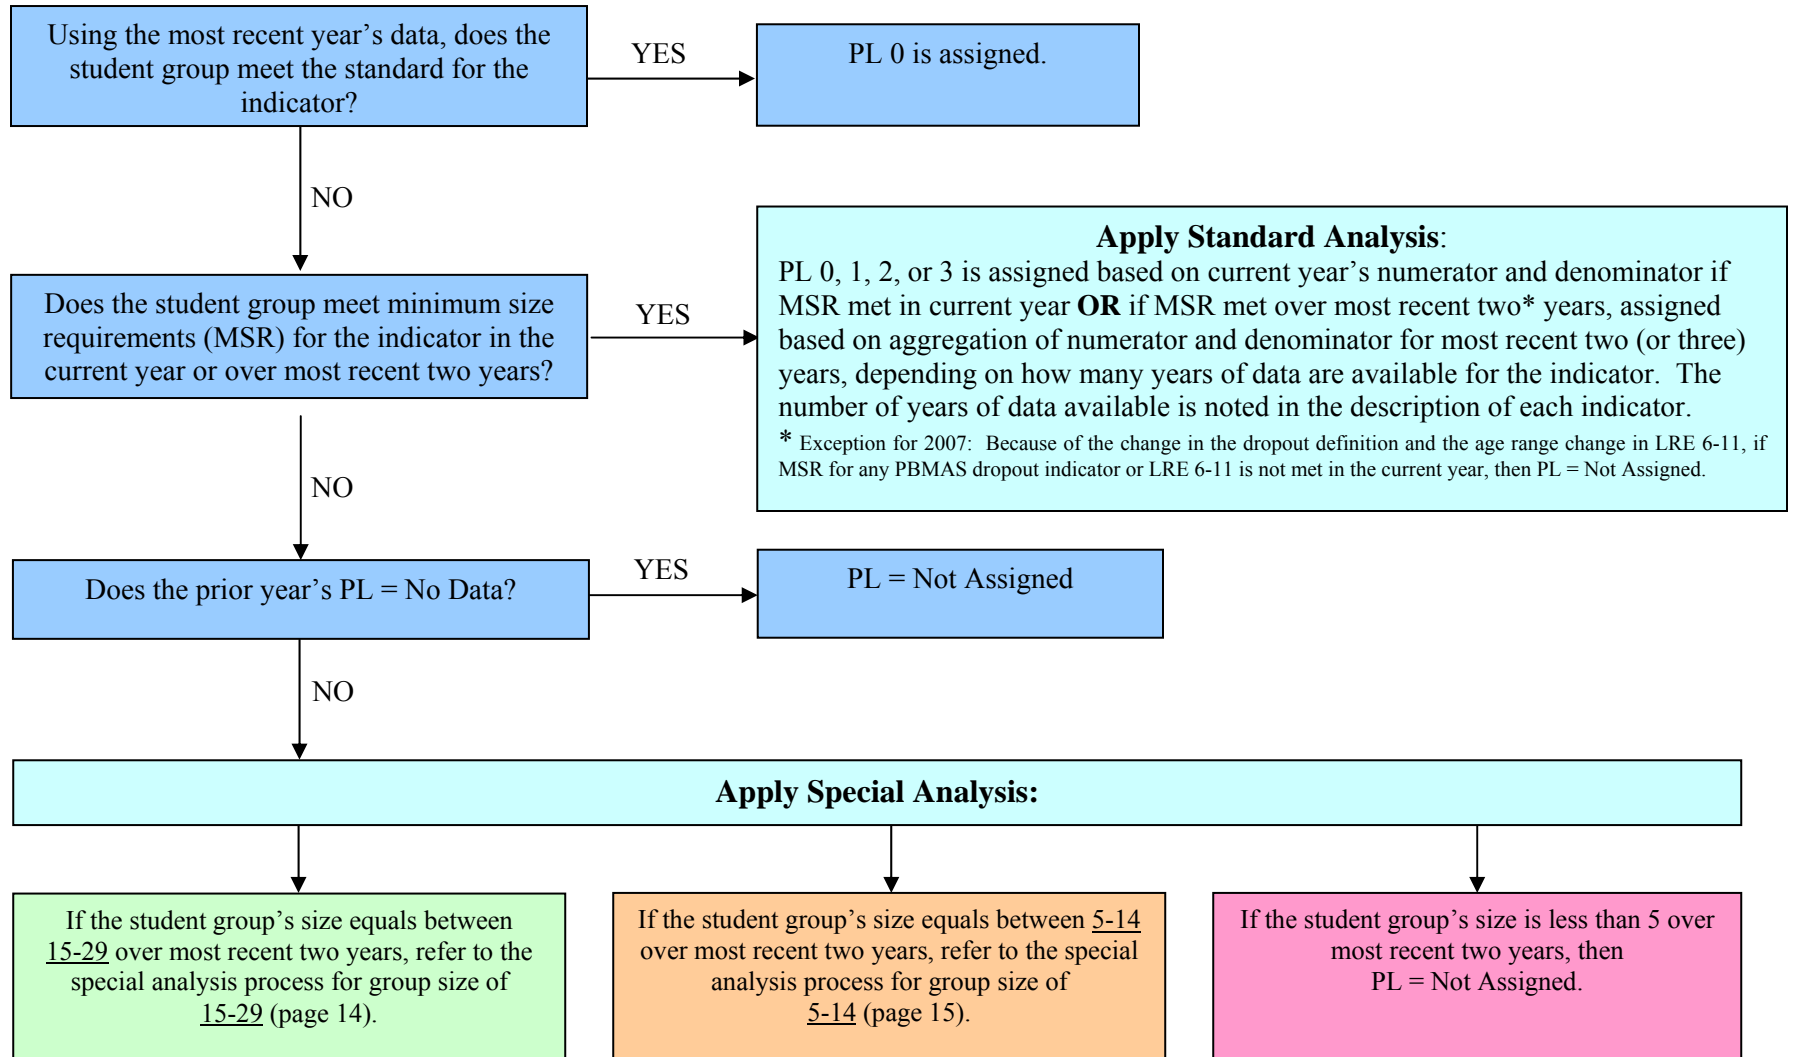 Using the most recent year’s data, does the
student group meet the standard for the
indicator?
YES
PL 0 is assigned.
NO
Does the student group meet minimum size
requirements (MSR) for the indicator in the
current year or over most recent two years?
YES
Apply Standard Analysis:
PL 0, 1, 2, or 3 is assigned based on current year’s numerator and denominator if
MSR met in current year OR if MSR met over most recent two* years, assigned
based on aggregation of numerator and denominator for most recent two (or three)
years, depending on how many years of data are available for the indicator. The
number of years of data available is noted in the description of each indicator.
* Exception for 2007: Because of the change in the dropout definition and the age range change in LRE 6-11, if
MSR for any PBMAS dropout indicator or LRE 6-11 is not met in the current year, then PL = Not Assigned.
NO
Does the prior year’s PL = No Data?
YES
PL = Not Assigned
NO
Apply Special Analysis:
If the student group’s size equals between
15-29 over most recent two years, refer to the
special analysis process for group size of
15-29 (page 14).
If the student group’s size equals between 5-14
over most recent two years, refer to the special
analysis process for group size of
5-14 (page 15).
If the student group’s size is less than 5 over
most recent two years, then
PL = Not Assigned.